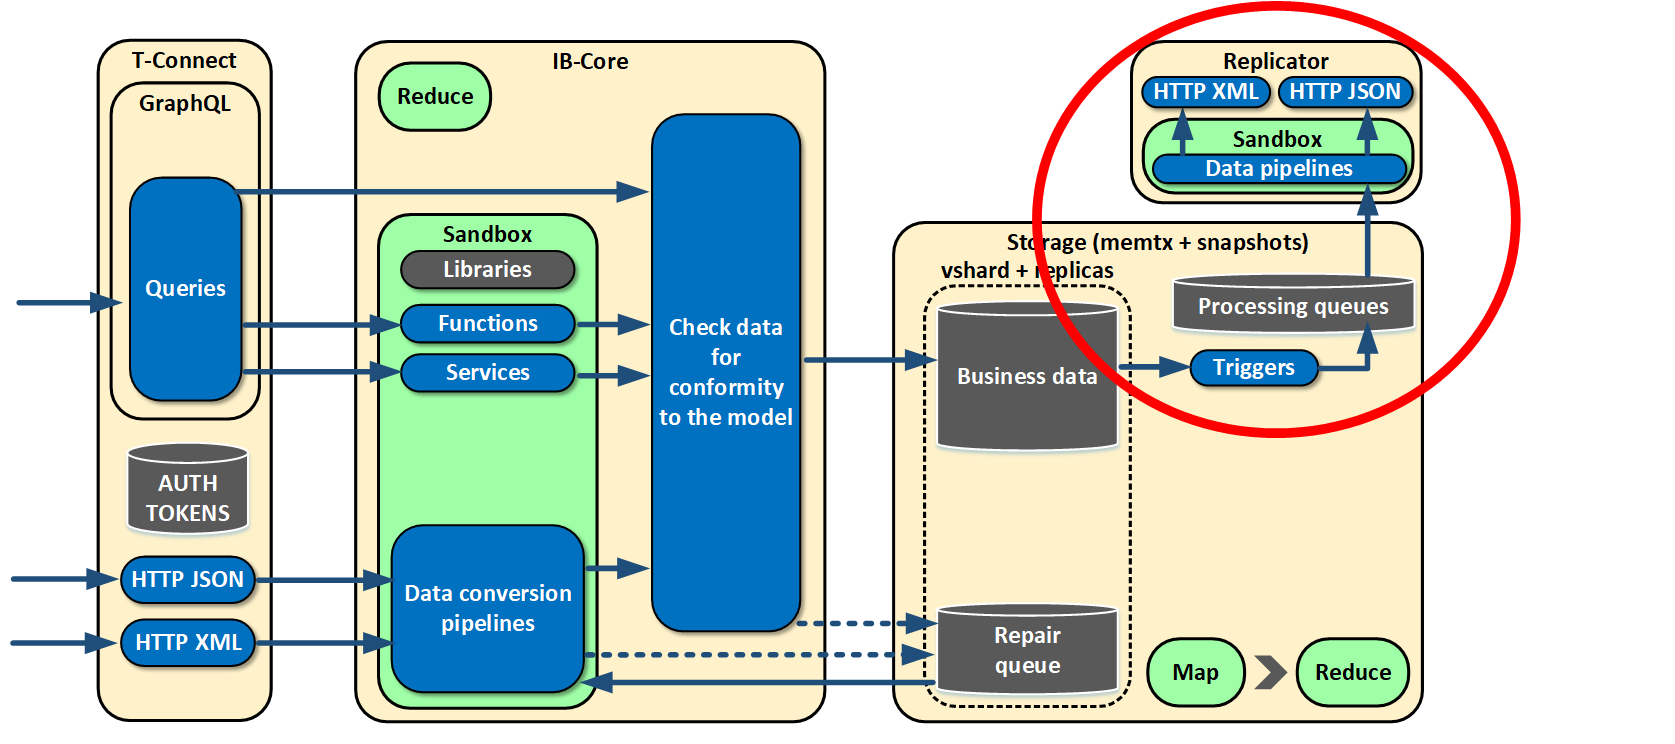 T-Connect
GraphQL
Queries
AUTH
TOKENS
HTTP JSON
HTTP XML
IB-Core
Reduce
Sandbox
Libraries
Functions
Services
Data conversion
pipelines
Check data
for
conformity
to the model
Replicator
HTTP XML
HTTP JSON
Sandbox
Data pipelines
Storage (memtx + snapshots)
vshard + replicas
Business data
Processing queues
Triggers
Repair
queue
Map
Reduce